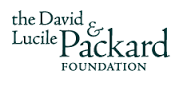 the David &
Lucile Packard
FOUNDATION